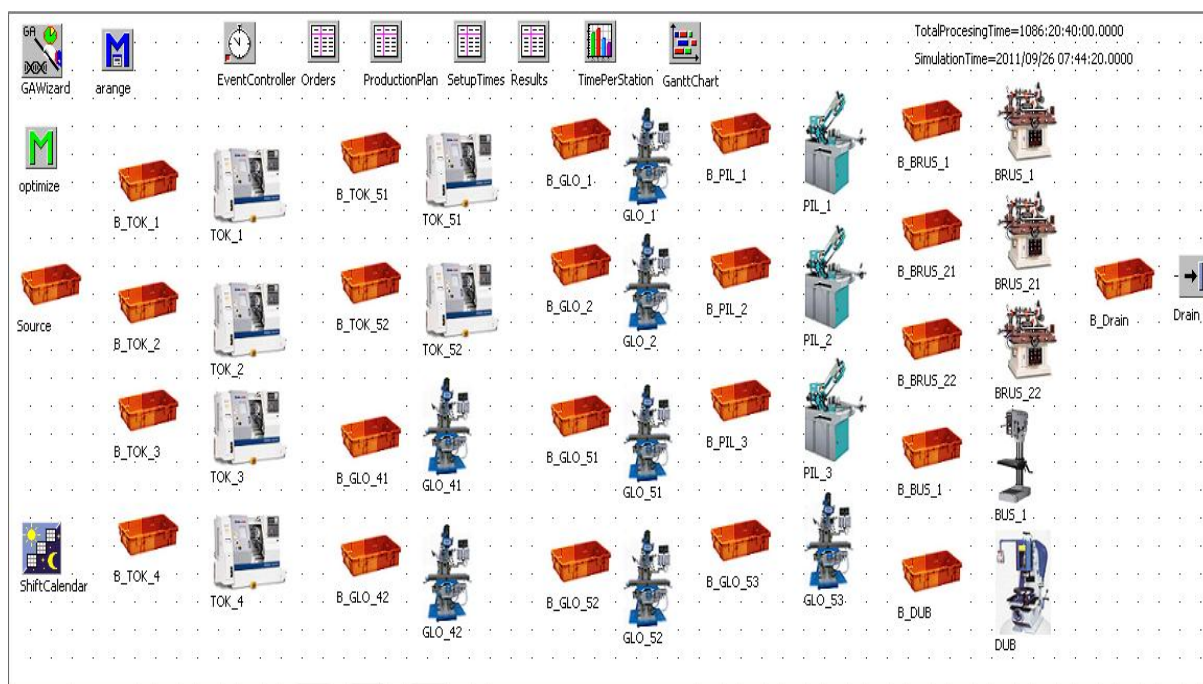 TotalProcesingTime=1086:20:40:00.0000
SimulationTime=2011/09/26 07:44:20.0000
GA
GAWizard
M
arange
EventController
Orders
ProductionPlan
SetupTimes
Results
TimePerStation
GanttChart
M
optimize
B_TOK_1
TOK_1
B_TOK_51
TOK_51
B_GLO_1
GLO_1
B_PIL_1
PIL_1
B_BRUS_1
BRUS_1
Source
B_TOK_2
TOK_2
B_TOK_52
TOK_52
B_GLO_2
GLO_2
B_PIL_2
PIL_2
B_BRUS_21
BRUS_21
B_Drain
Drain
B_BRUS_22
BRUS_22
B_TOK_3
TOK_3
B_GLO_41
GLO_41
B_GLO_51
GLO_51
B_PIL_3
PIL_3
B_BUS_1
BUS_1
ShiftCalendar
B_TOK_4
TOK_4
B_GLO_42
GLO_42
B_GLO_52
GLO_52
B_GLO_53
GLO_53
B_DUB
DUB